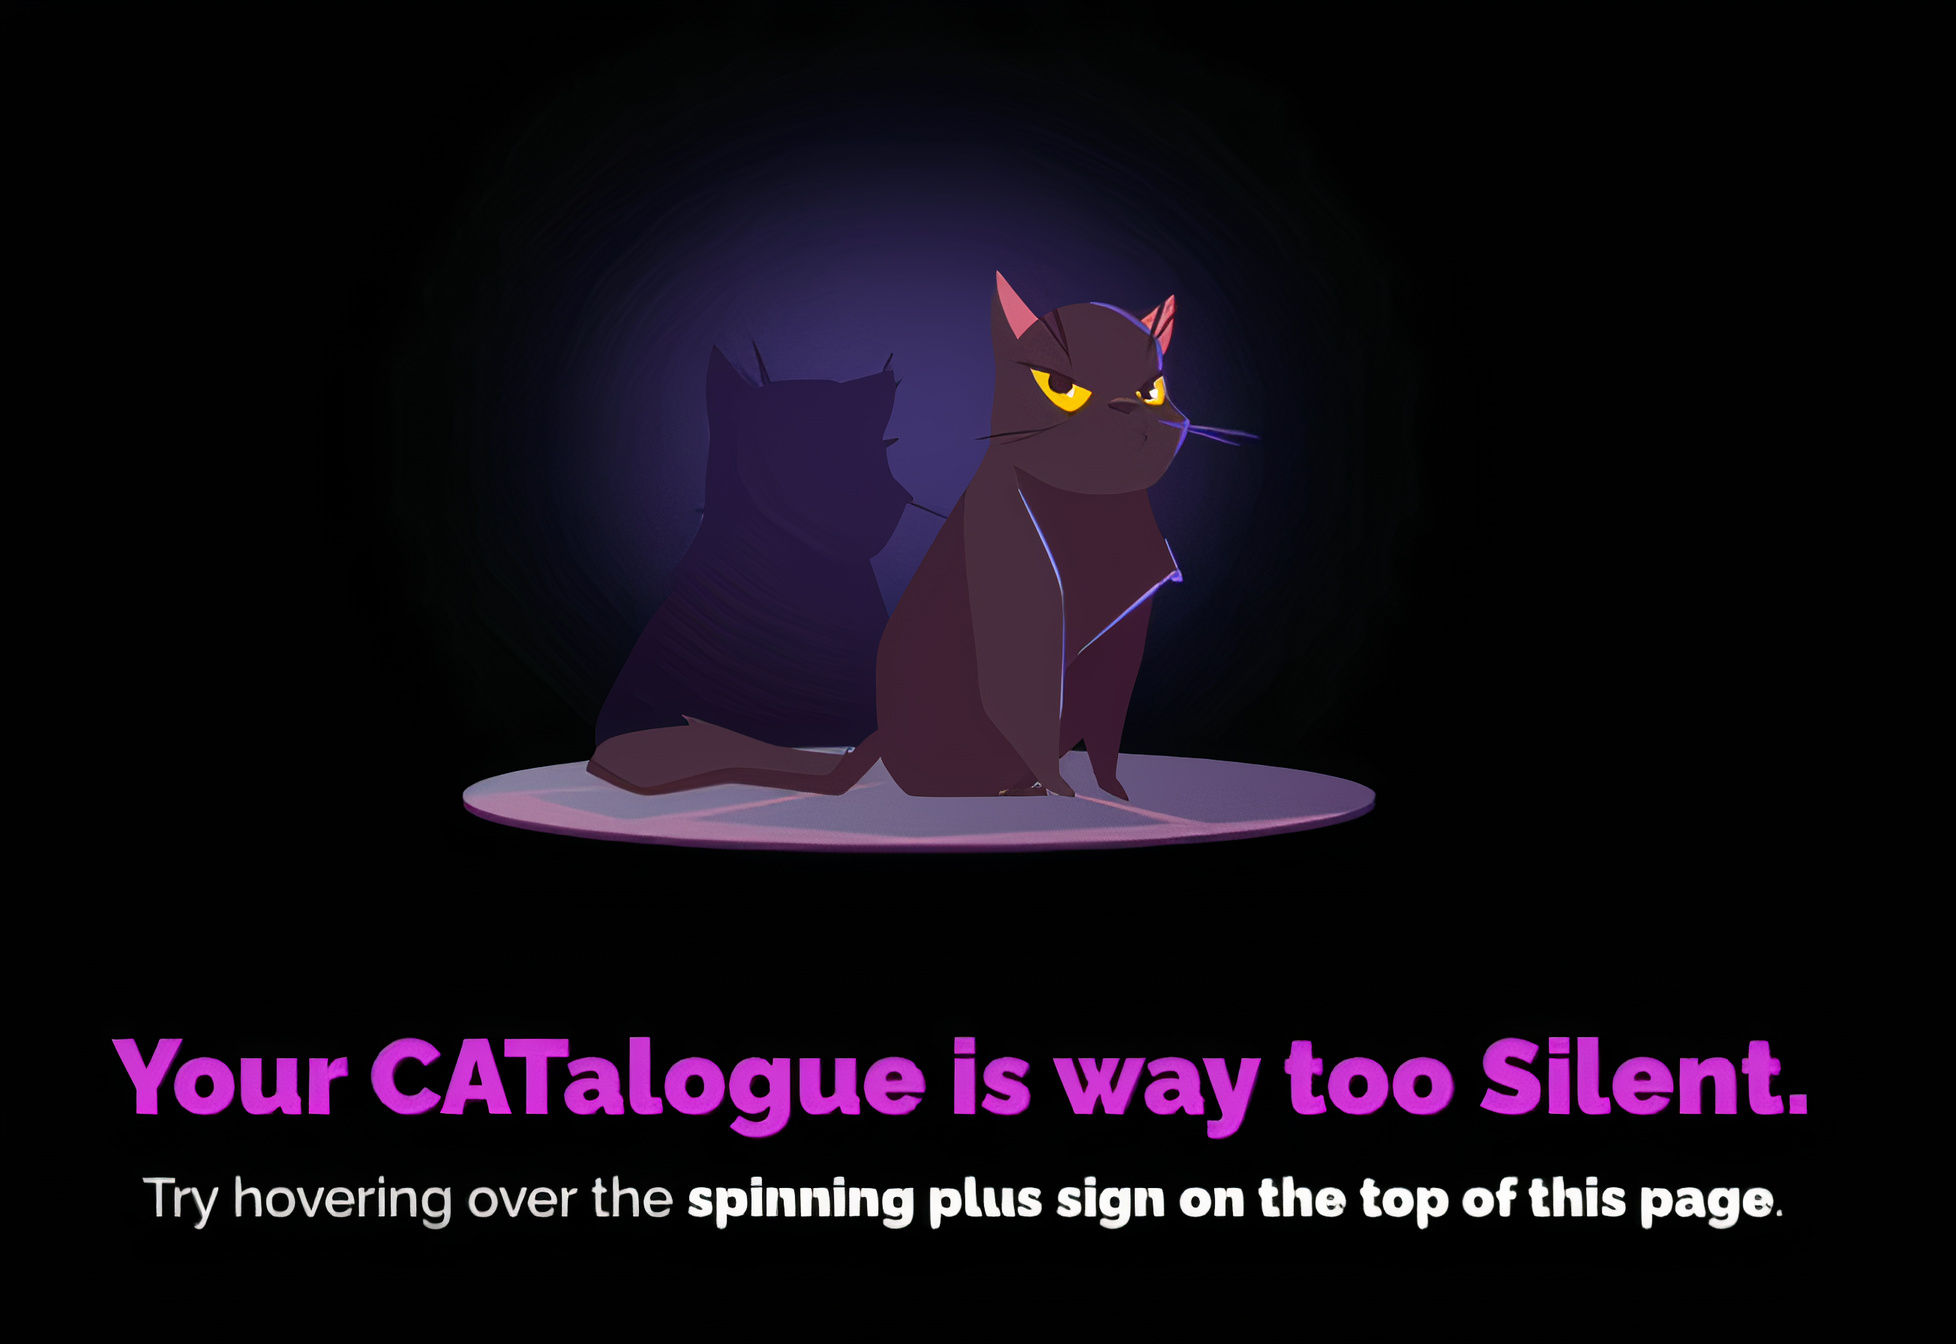 Your CATalogue is way too Silent.
Try hovering over the spinning plus sign on the top of this page.